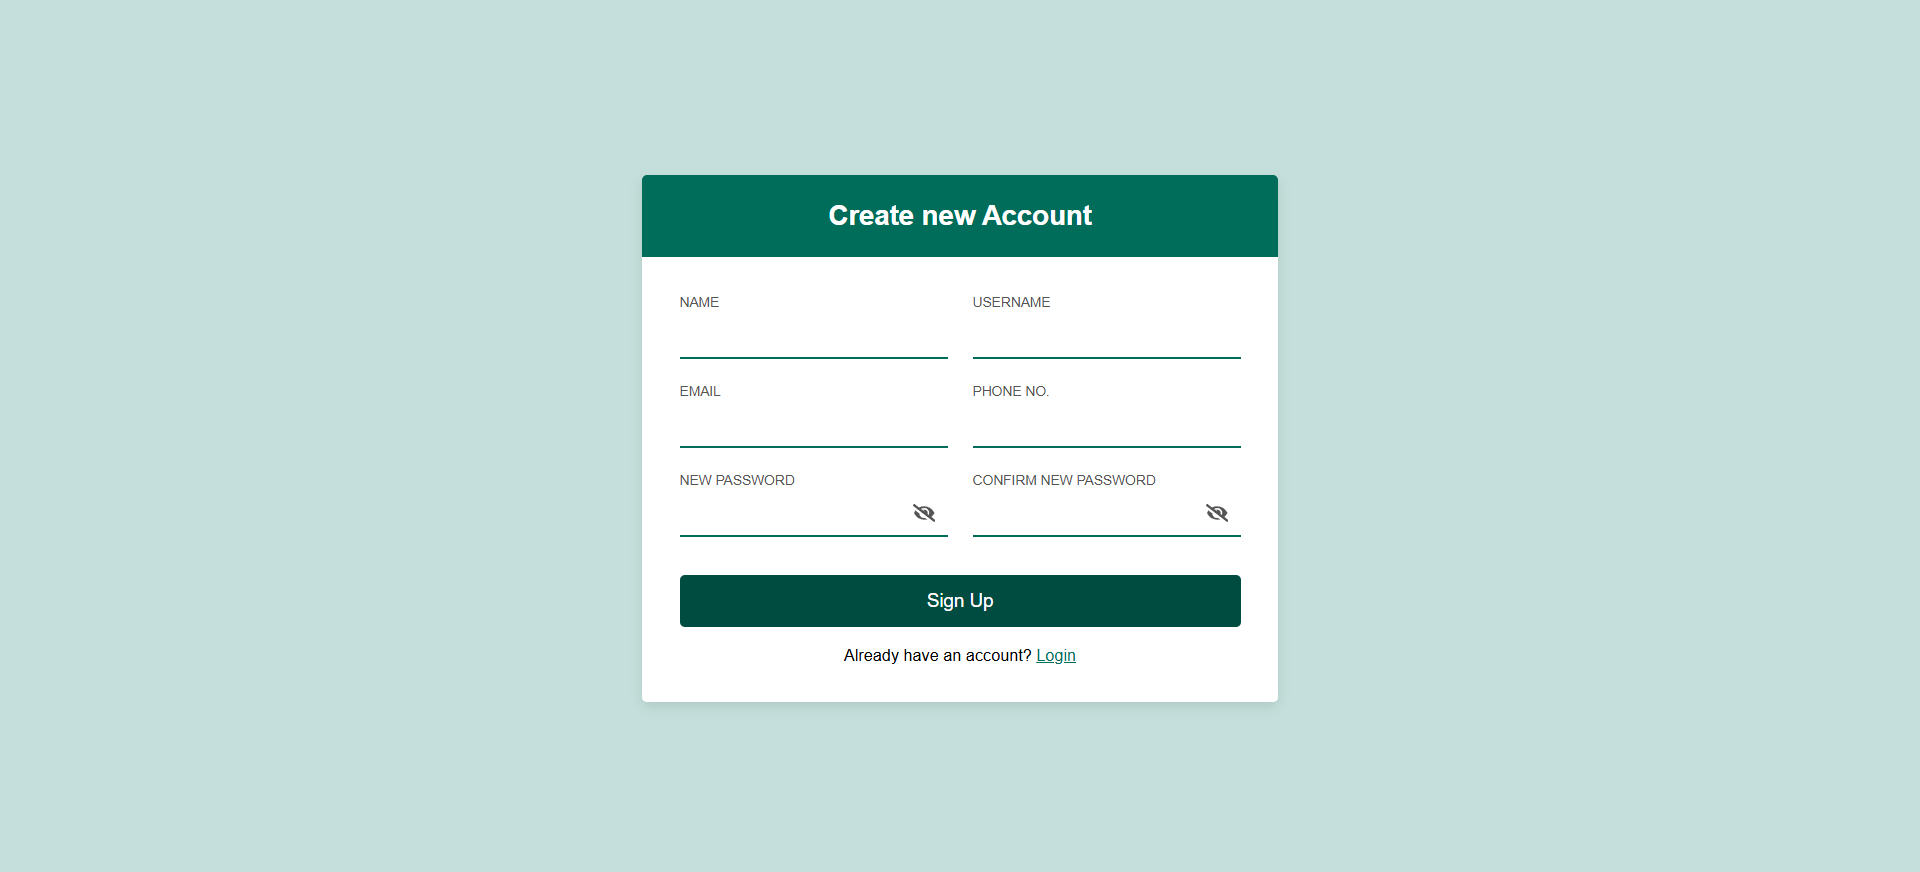 Create new Account
NAME
USERNAME
EMAIL
PHONE NO.
NEW PASSWORD
CONFIRM NEW PASSWORD
Sign Up
Already have an account? Login